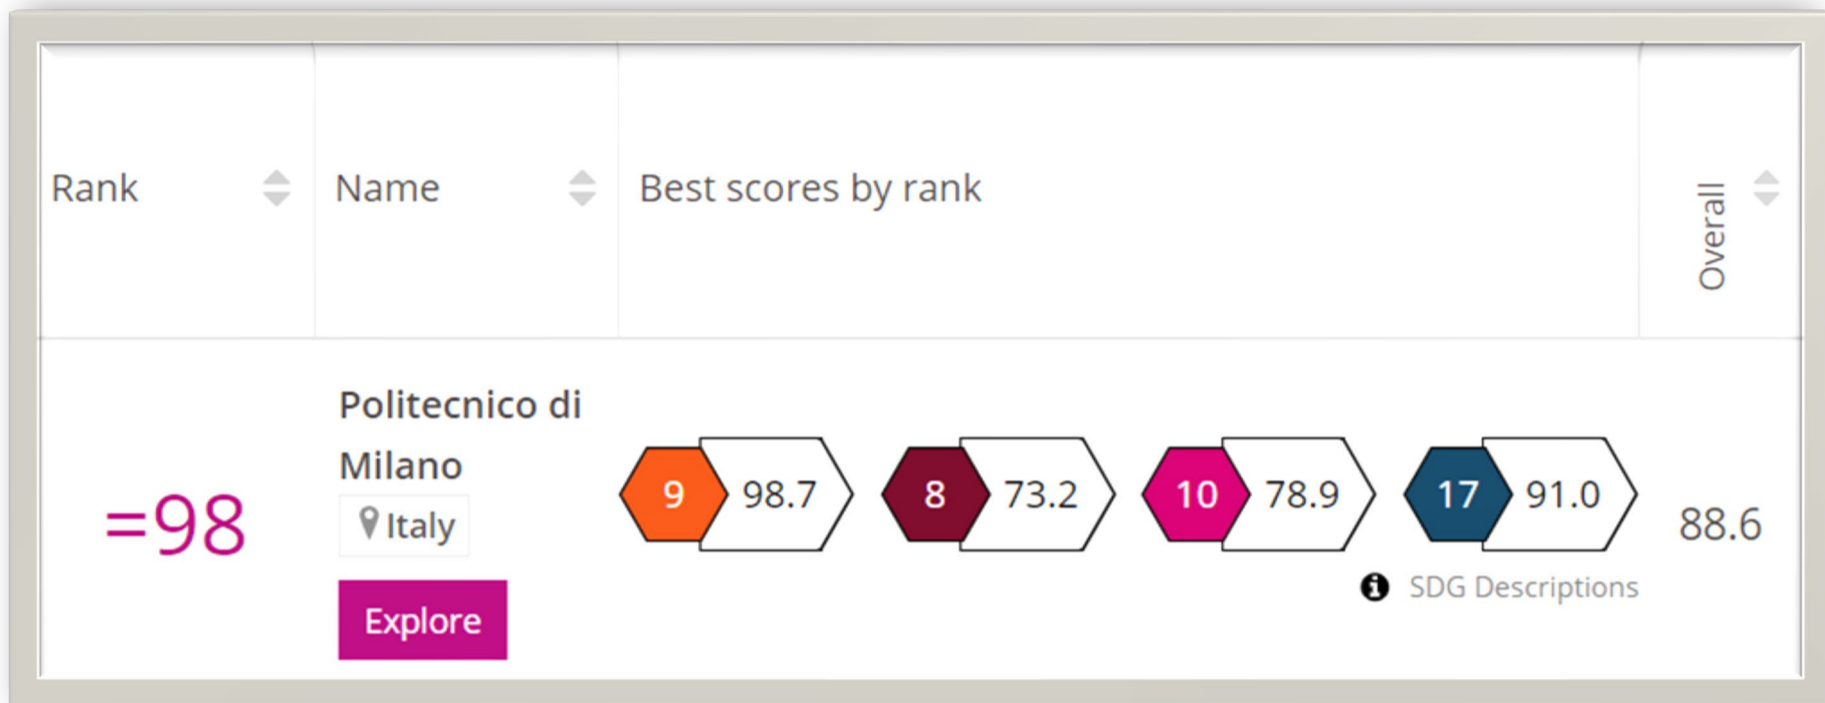 Rank
Name
Best scores by rank
Overall
=98
Politecnico di
Milano
Italy
Explore
9 98.7
8 73.2
10 78.9
17 91.0
SDG Descriptions
88.6